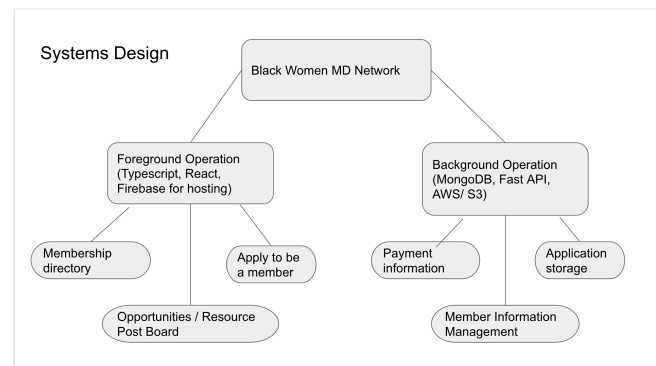 Systems Design
Black Women MD Network
Foreground Operation
(Typescript, React,
Firebase for hosting)
Background Operation
(MongoDB, Fast API,
AWS/ S3)
Membership
directory
Apply to be
a member
Payment
information
Application
storage
Opportunities / Resource
Post Board
Member Information
Management